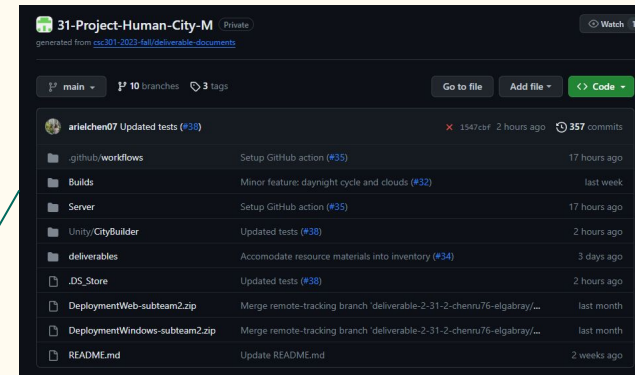 31-Project-Human-City-M Private
Watch 1
generated from csc301-2023-fall/deliverable-documents
main 10 branches 3 tags Go to file Add file Code
arielchen07 Updated tests (#38) 1547cbf 2 hours ago 357 commits
.github/workflows Setup GitHub action (#35) 17 hours ago
Builds Minor feature: daynight cycle and clouds (#32) last week
Server Setup GitHub action (#35) 17 hours ago
Unity/CityBuilder Updated tests (#38) 2 hours ago
deliverables Accomodate resource materials into inventory (#34) 3 days ago
.DS_Store Updated tests (#38) 2 hours ago
DeploymentWeb-subteam2.zip Merge remote-tracking branch 'deliverable-2-31-2-chenru76-elgabray/... last month
DeploymentWindows-subteam2.zip Merge remote-tracking branch 'deliverable-2-31-2-chenru76-elgabray/... last month
README.md Update README.md 2 weeks ago